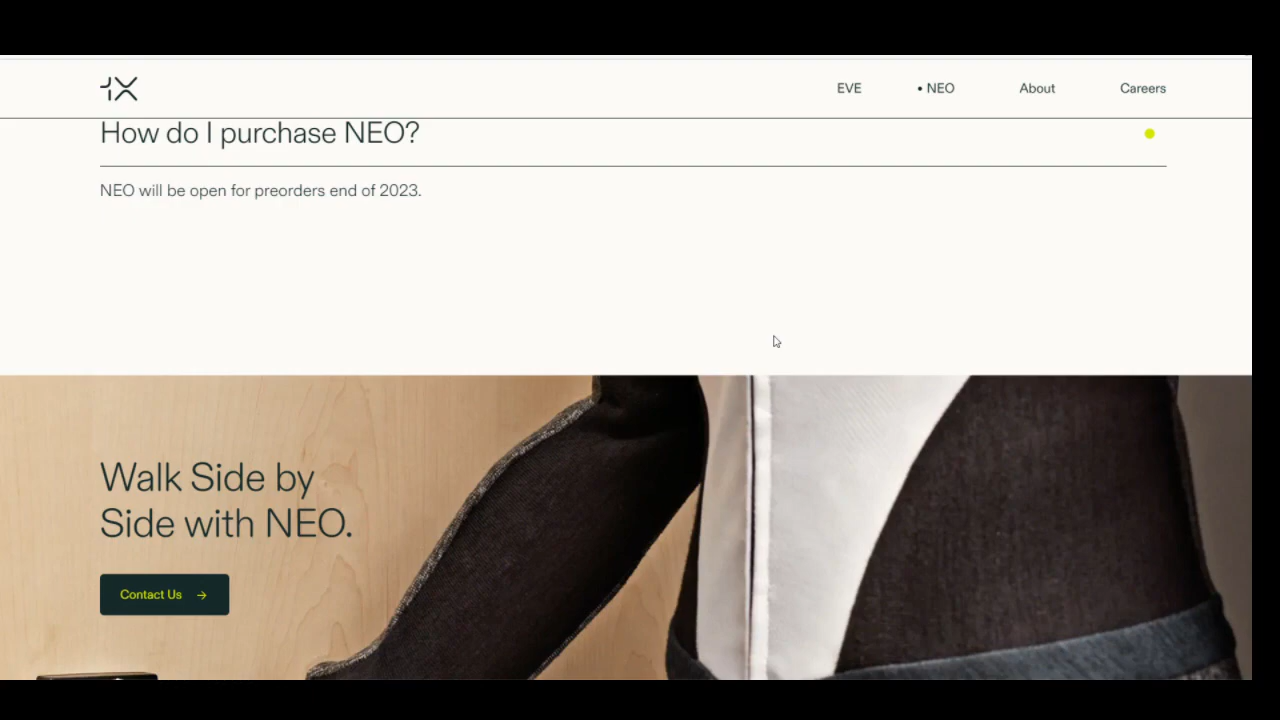 1X
EVE
• NEO
About
Careers
How do I purchase NEO?
NEO will be open for preorders end of 2023.
Walk Side by
Side with NEO.
Contact Us →